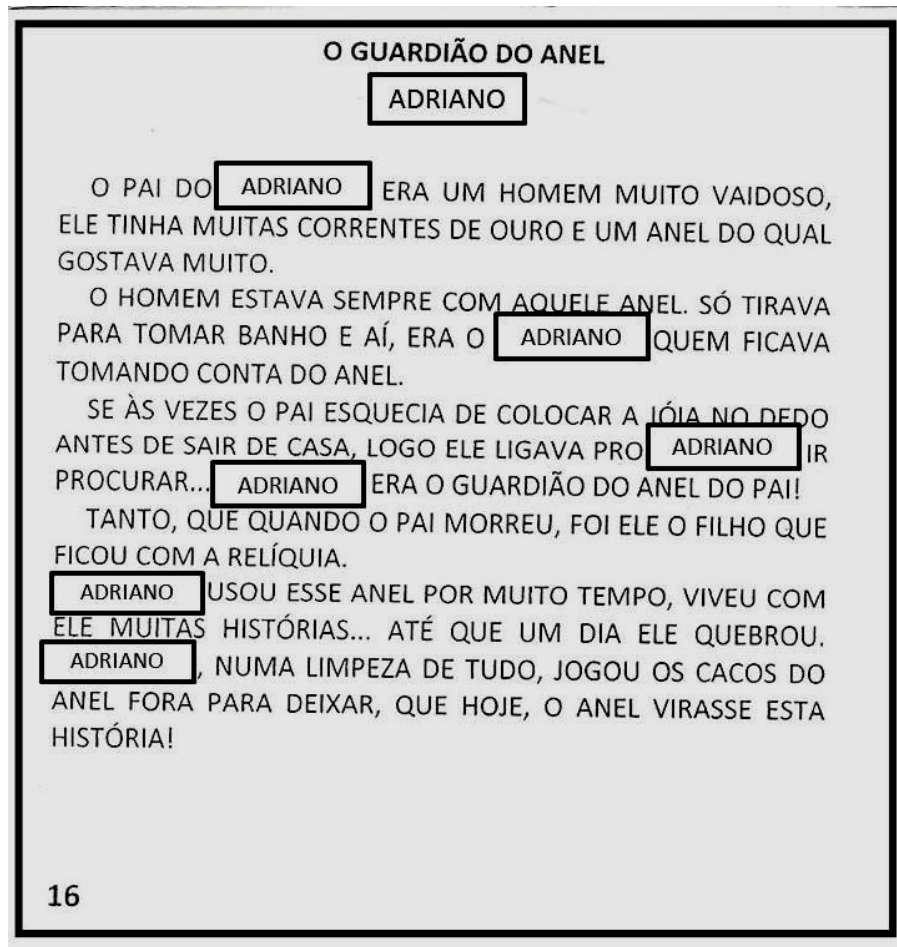 O GUARDIÃO DO ANEL
ADRIANO
O PAI DO ADRIANO ERA UM HOMEM MUITO VAIDOSO,
ELE TINHA MUITAS CORRENTES DE OURO E UM ANEL DO QUAL
GOSTAVA MUITO.
O HOMEM ESTAVA SEMPRE COM AQUELE ANEL. SÓ TIRAVA
PARA TOMAR BANHO E AÍ, ERA O ADRIANO QUEM FICAVA
TOMANDO CONTA DO ANEL.
SE ÀS VEZES O PAI ESQUECIA DE COLOCAR A JÓIA NO DEDO
ANTES DE SAIR DE CASA, LOGO ELE LIGAVA PRO ADRIANO IR
PROCURAR... ADRIANO ERA O GUARDIÃO DO ANEL DO PAI!
TANTO, QUE QUANDO O PAI MORREU, FOI ELE O FILHO QUE
FICOU COM A RELÍQUIA.
ADRIANO USOU ESSE ANEL POR MUITO TEMPO, VIVEU COM
ELE MUITAS HISTÓRIAS... ATÉ QUE UM DIA ELE QUEBROU.
ADRIANO, NUMA LIMPEZA DE TUDO, JOGOU OS CACOS DO
ANEL FORA PARA DEIXAR, QUE HOJE, O ANEL VIRASSE ESTA
HISTÓRIA!
16